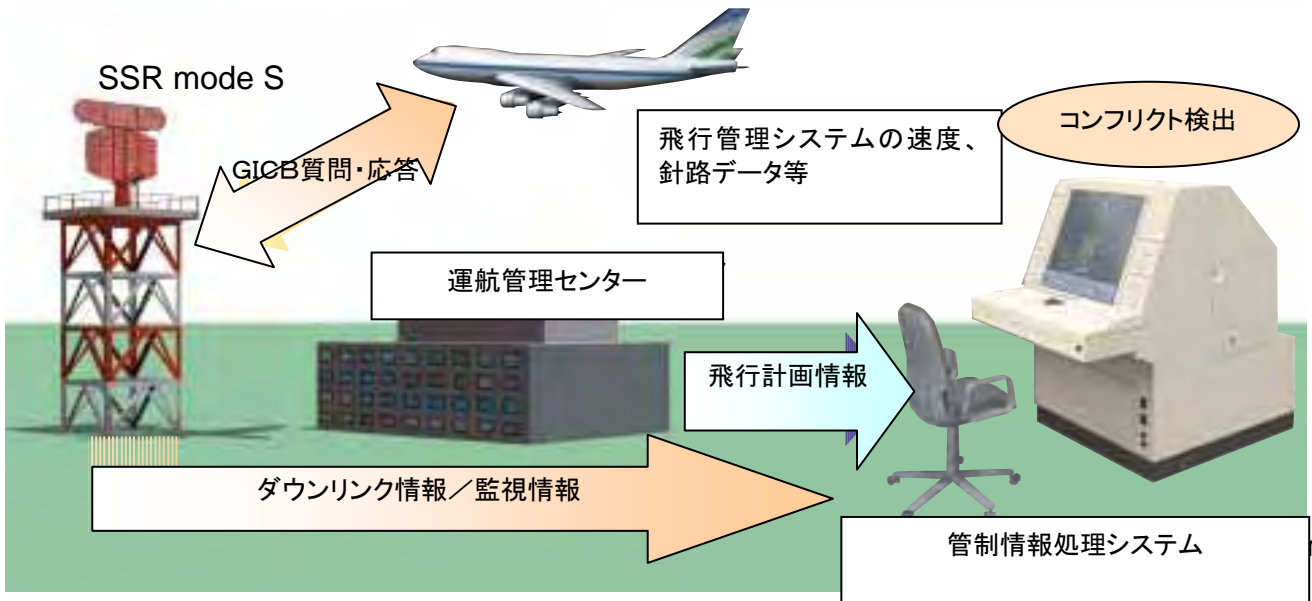 SSR mode S
GICB質問・応答
飛行管理システムの速度、
針路データ等
コンフリクト検出
運航管理センター
飛行計画情報
ダウンリンク情報／監視情報
管制情報処理システム